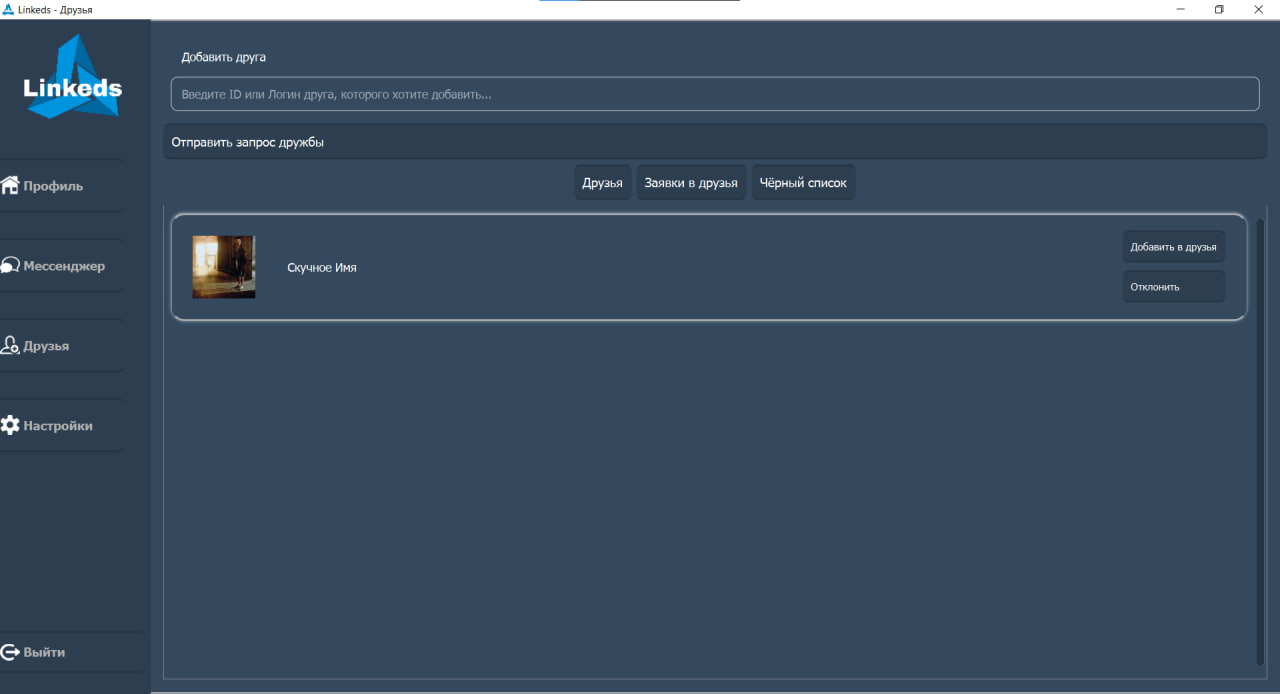 Linkeds - Друзья
Linkeds
Профиль
Мессенджер
Друзья
Настройки
Выйти
Добавить друга
Введите ID или Логин друга, которого хотите добавить...
Отправить запрос дружбы
Друзья
Заявки в друзья
Чёрный список
Скучное Имя
Добавить в друзья
Отклонить